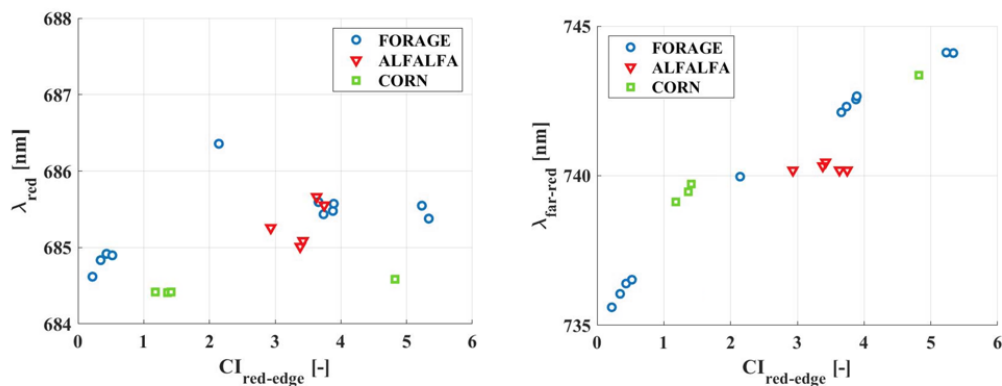 688
687
686
685
684
λred [nm]
FORAGE
ALFALFA
CORN
0 1 2 3 4 5 6
CIred-edge [-]
745
740
735
λfar-red [nm]
FORAGE
ALFALFA
CORN
0 1 2 3 4 5 6
CIred-edge [-]